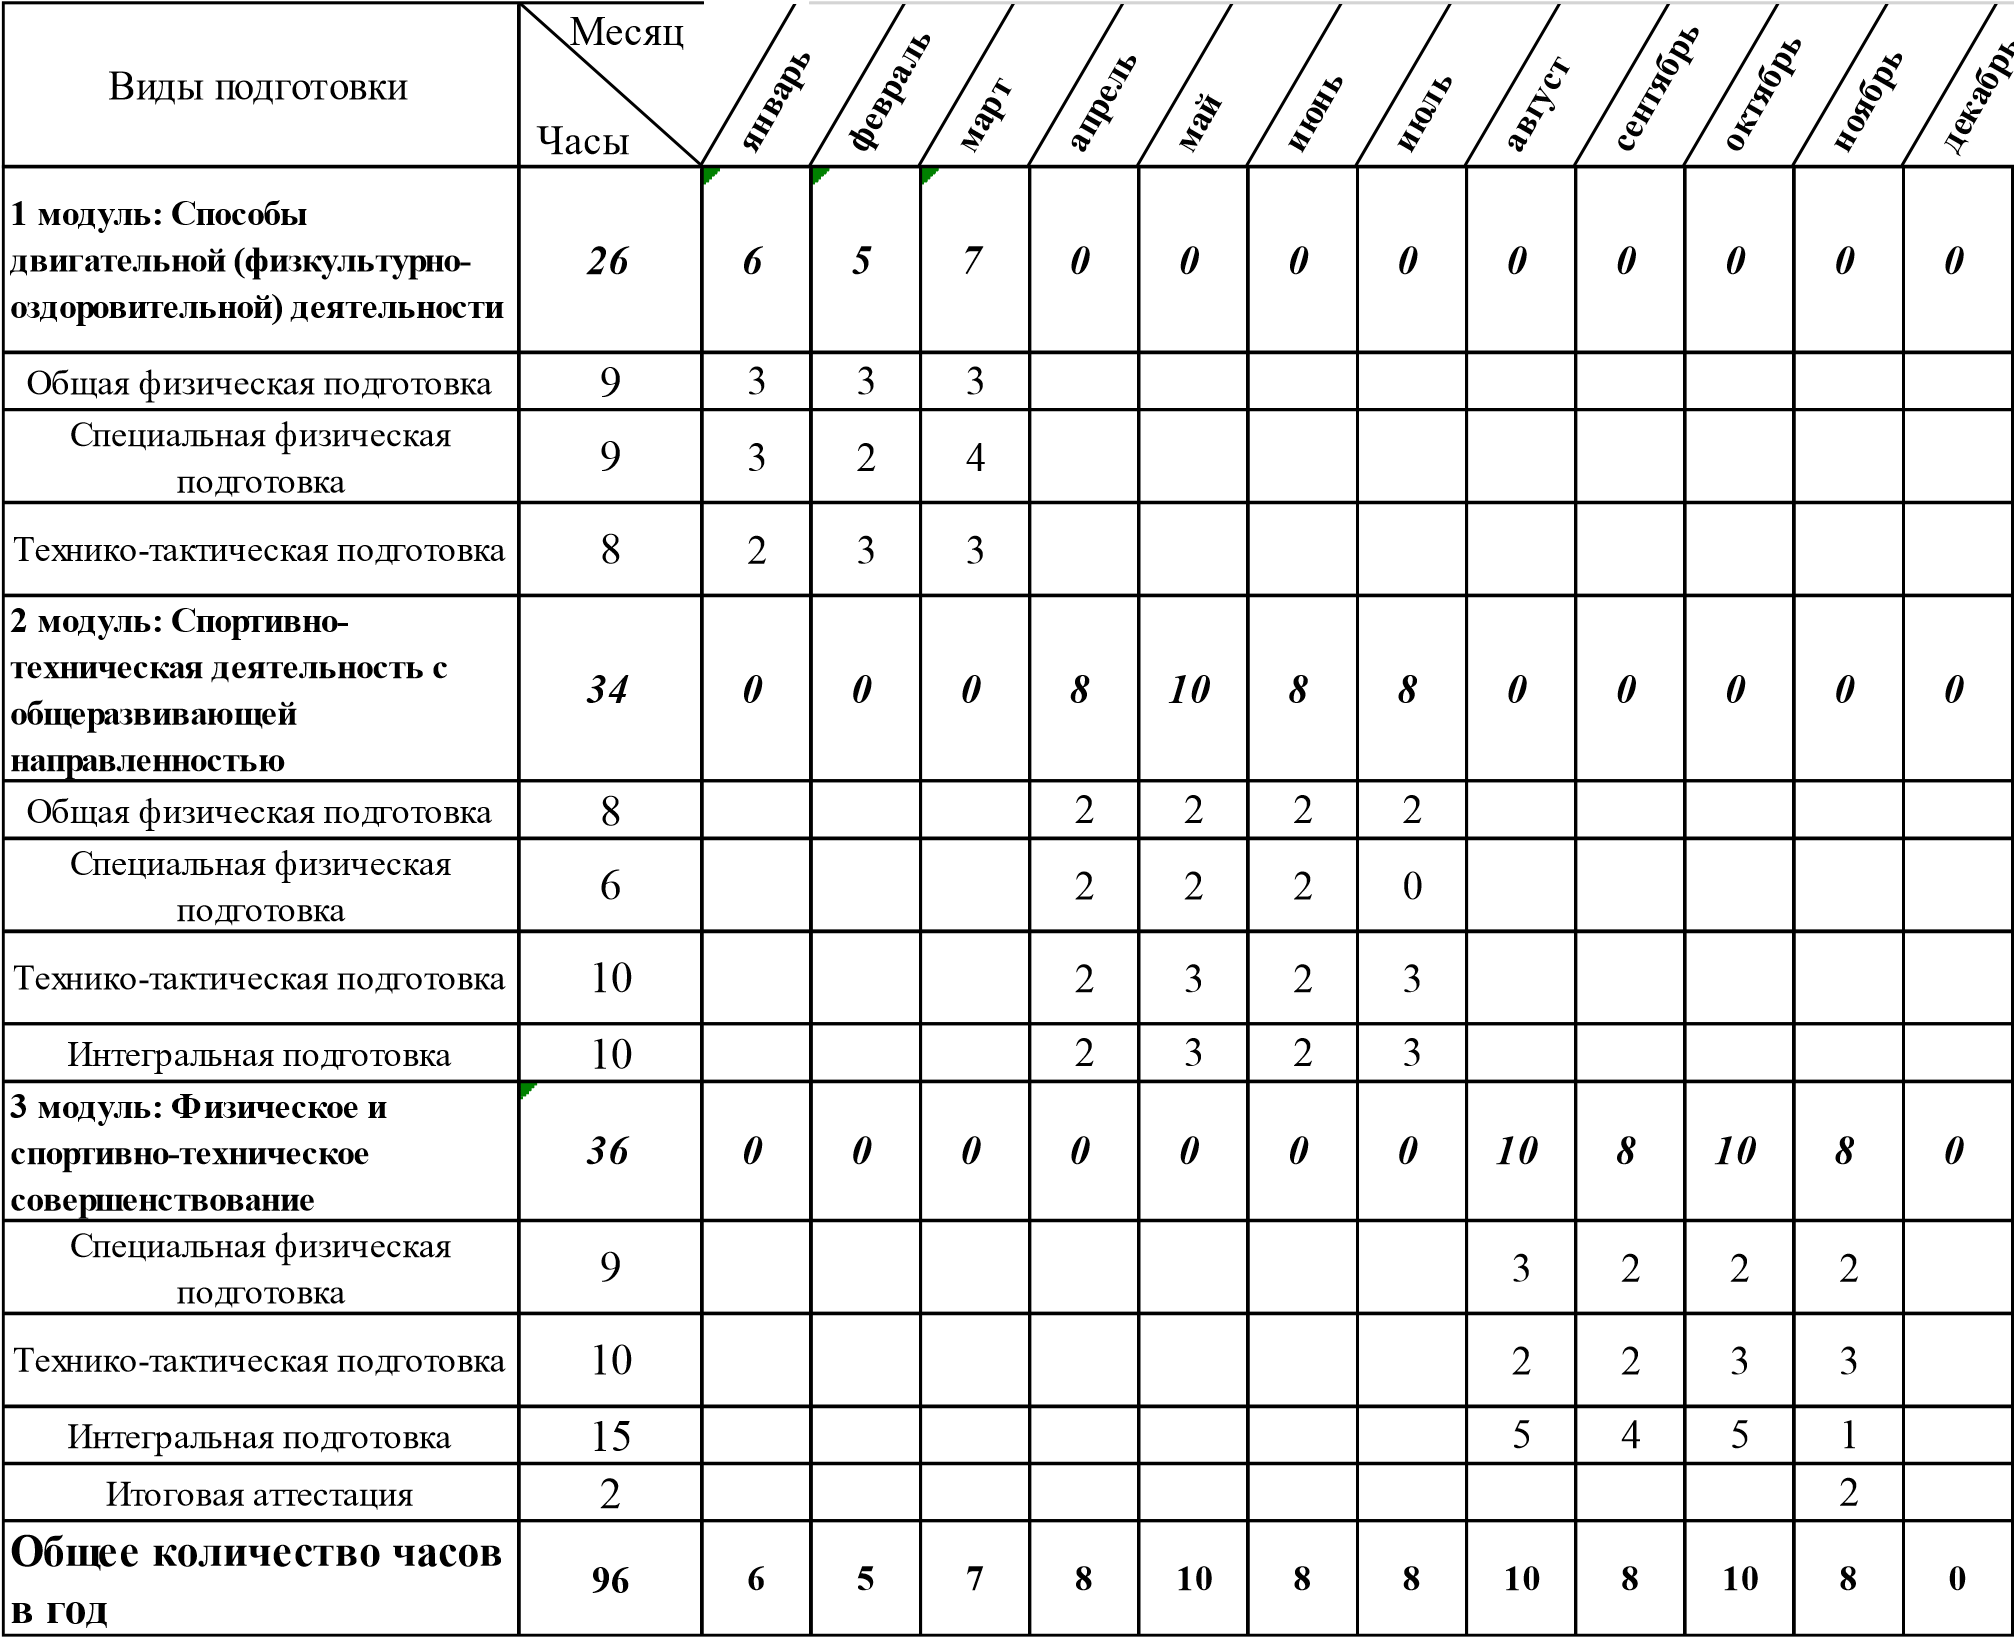 Виды подготовки
Месяц
Часы
январь
февраль
март
апрель
май
июнь
июль
август
сентябрь
октябрь
ноябрь
декабрь
1 модуль: Способы
двигательной (физкультурно-
оздоровительной) деятельности
26 6 5 7 0 0 0 0 0 0 0 0 0
Общая физическая подготовка 9 3 3 3
Специальная физическая
подготовка
9 3 2 4
Технико-тактическая подготовка 8 2 3 3
2 модуль: Спортивно-
техническая деятельность с
общеразвивающей
направленностью
34 0 0 0 8 10 8 8 0 0 0 0 0
Общая физическая подготовка 8 2 2 2 2
Специальная физическая
подготовка
6 2 2 2 0
Технико-тактическая подготовка 10 2 3 2 3
Интегральная подготовка 10 2 3 2 3
3 модуль: Физическое и
спортивно-техническое
совершенствование
36 0 0 0 0 0 0 0 10 8 10 8 0
Специальная физическая
подготовка
9 3 2 2 2
Технико-тактическая подготовка 10 2 2 3 3
Интегральная подготовка 15 5 4 5 1
Итоговая аттестация 2 2
Общее количество часов
в год
96 6 5 7 8 10 8 8 10 8 10 8 0